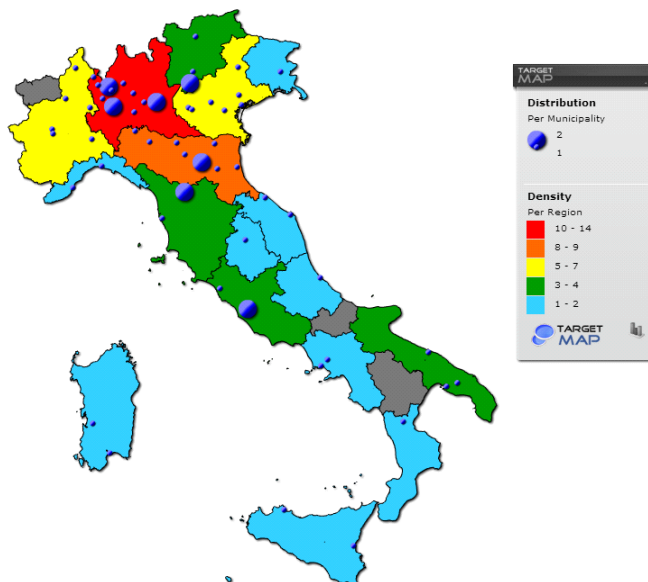 TARGET
MAP
Distribution
Per Municipality
2
1
Density
Per Region
10 - 14
8 - 9
5 - 7
3 - 4
1 - 2
TARGET
MAP